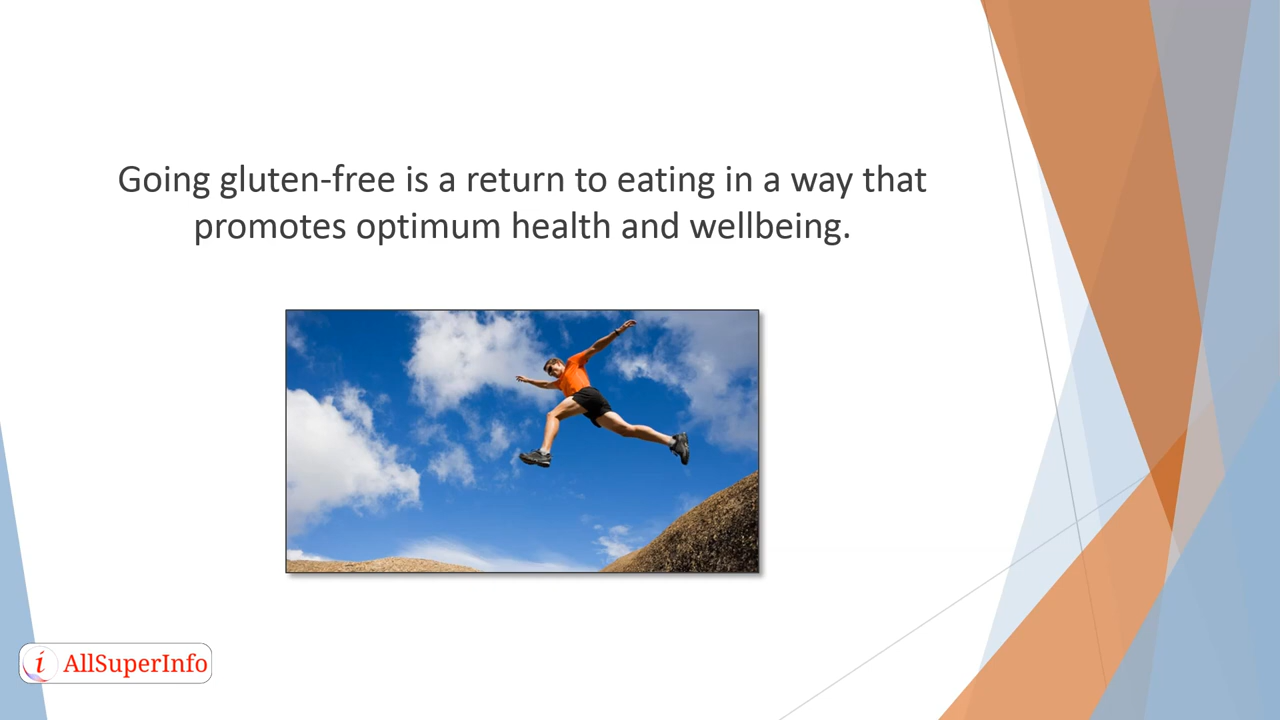 Going gluten-free is a return to eating in a way that
promotes optimum health and wellbeing.
i AllSuperInfo